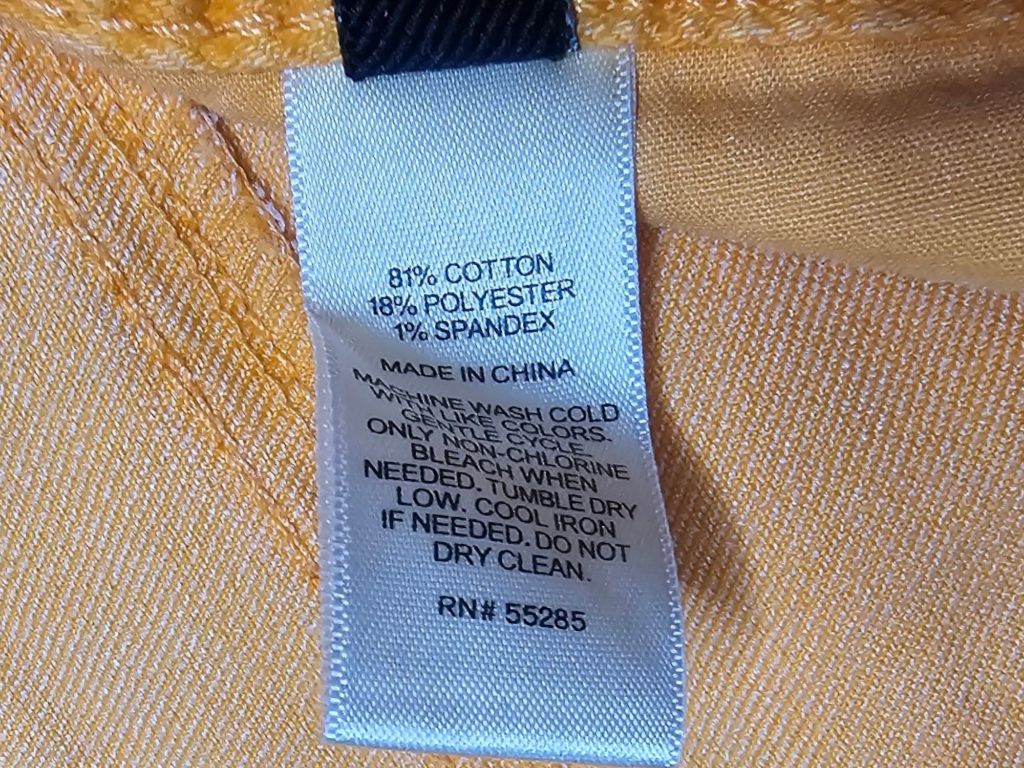 81% COTTON
18% POLYESTER
1% SPANDEX
MADE IN CHINA
MACHINE WASH COLD
WITH LIKE COLORS.
GENTLE CYCLE.
ONLY NON-CHLORINE
BLEACH WHEN
NEEDED. TUMBLE DRY
LOW. COOL IRON
IF NEEDED. DO NOT
DRY CLEAN.
RN# 55285